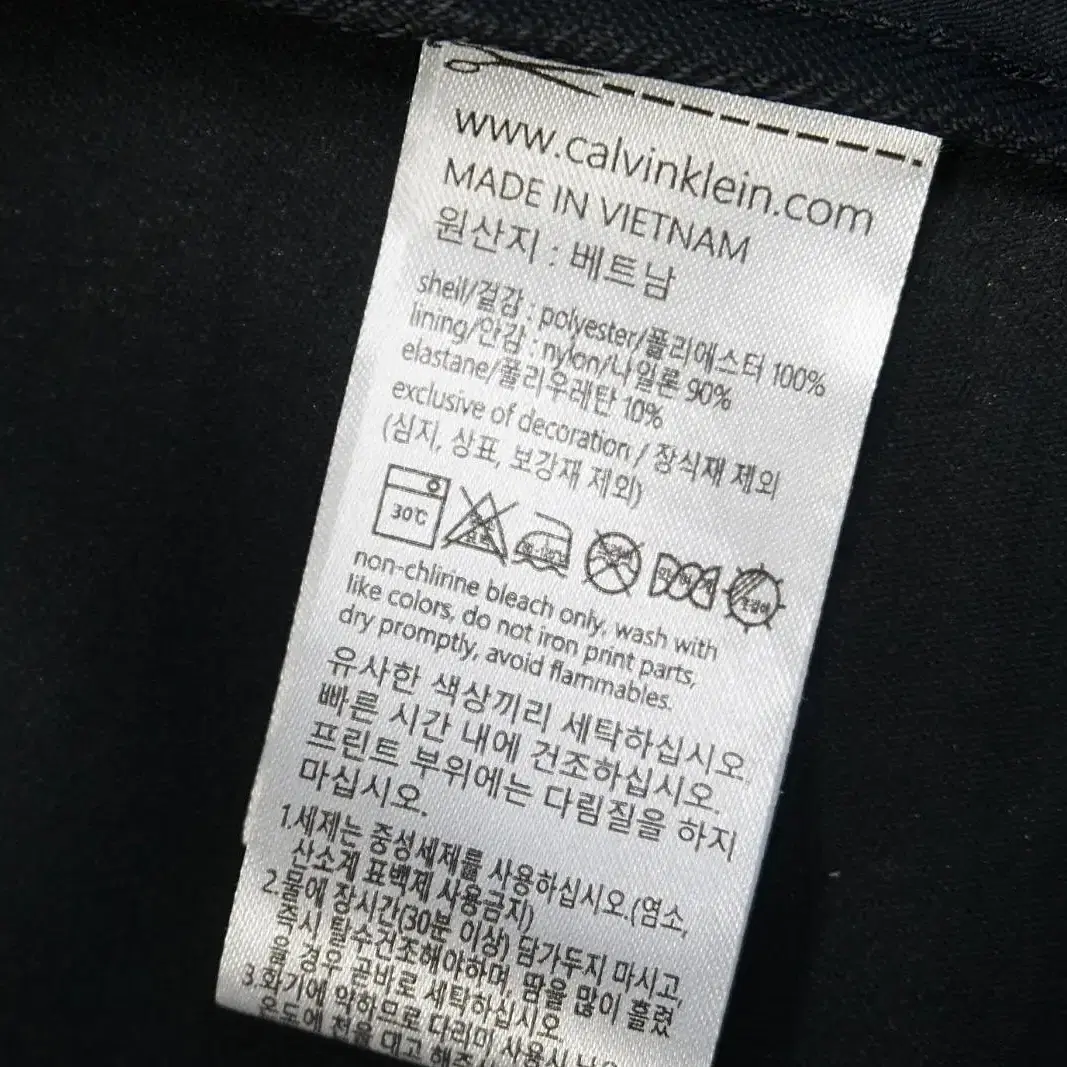 www.calvinklein.com
MADE IN VIETNAM
원산지 : 베트남
shell/겉감 : polyester/폴리에스터 100%
lining/안감 : nylon/나일론 90%
elastane/폴리우레탄 10%
exclusive of decoration / 장식재 제외
(심지, 상표, 보강재 제외)
30℃
non-chlirine bleach only, wash with
like colors, do not iron print parts,
dry promptly, avoid flammables.
유사한 색상끼리 세탁하십시오.
빠른 시간 내에 건조하십시오.
프린트 부위에는 다림질을 하지
마십시오.
1.세제는 중성세제를 사용하십시오.(염소,
산소계 표백제 사용금지)
2.물에 장시간(30분 이상) 담가두지 마시고,
즉시 탈수건조해야하며, 땀을 많이 흘렸
을 경우 곧바로 세탁하십시오
3.화기에 약하므로 다리미 사용시
온도에 천을 대고